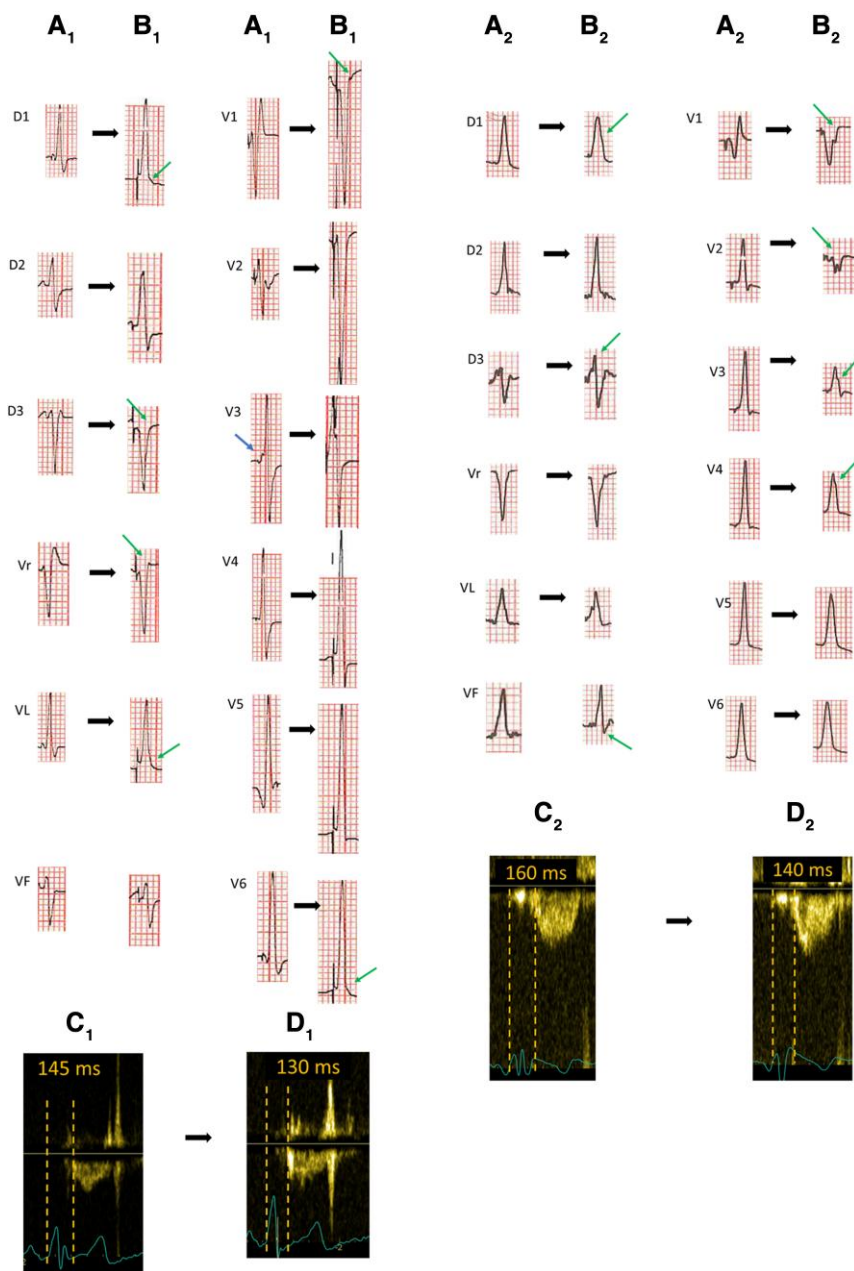 A1 B1 A1 B1 A2 B2 A2 B2
D1 V1 D1 V1
D2 V2 D2 V2
D3 V3 D3 V3
Vr V4 Vr V4
VL V5 VL V5
VF V6 VF V6
C2 D2
160 ms 140 ms
C1 D1
145 ms 130 ms